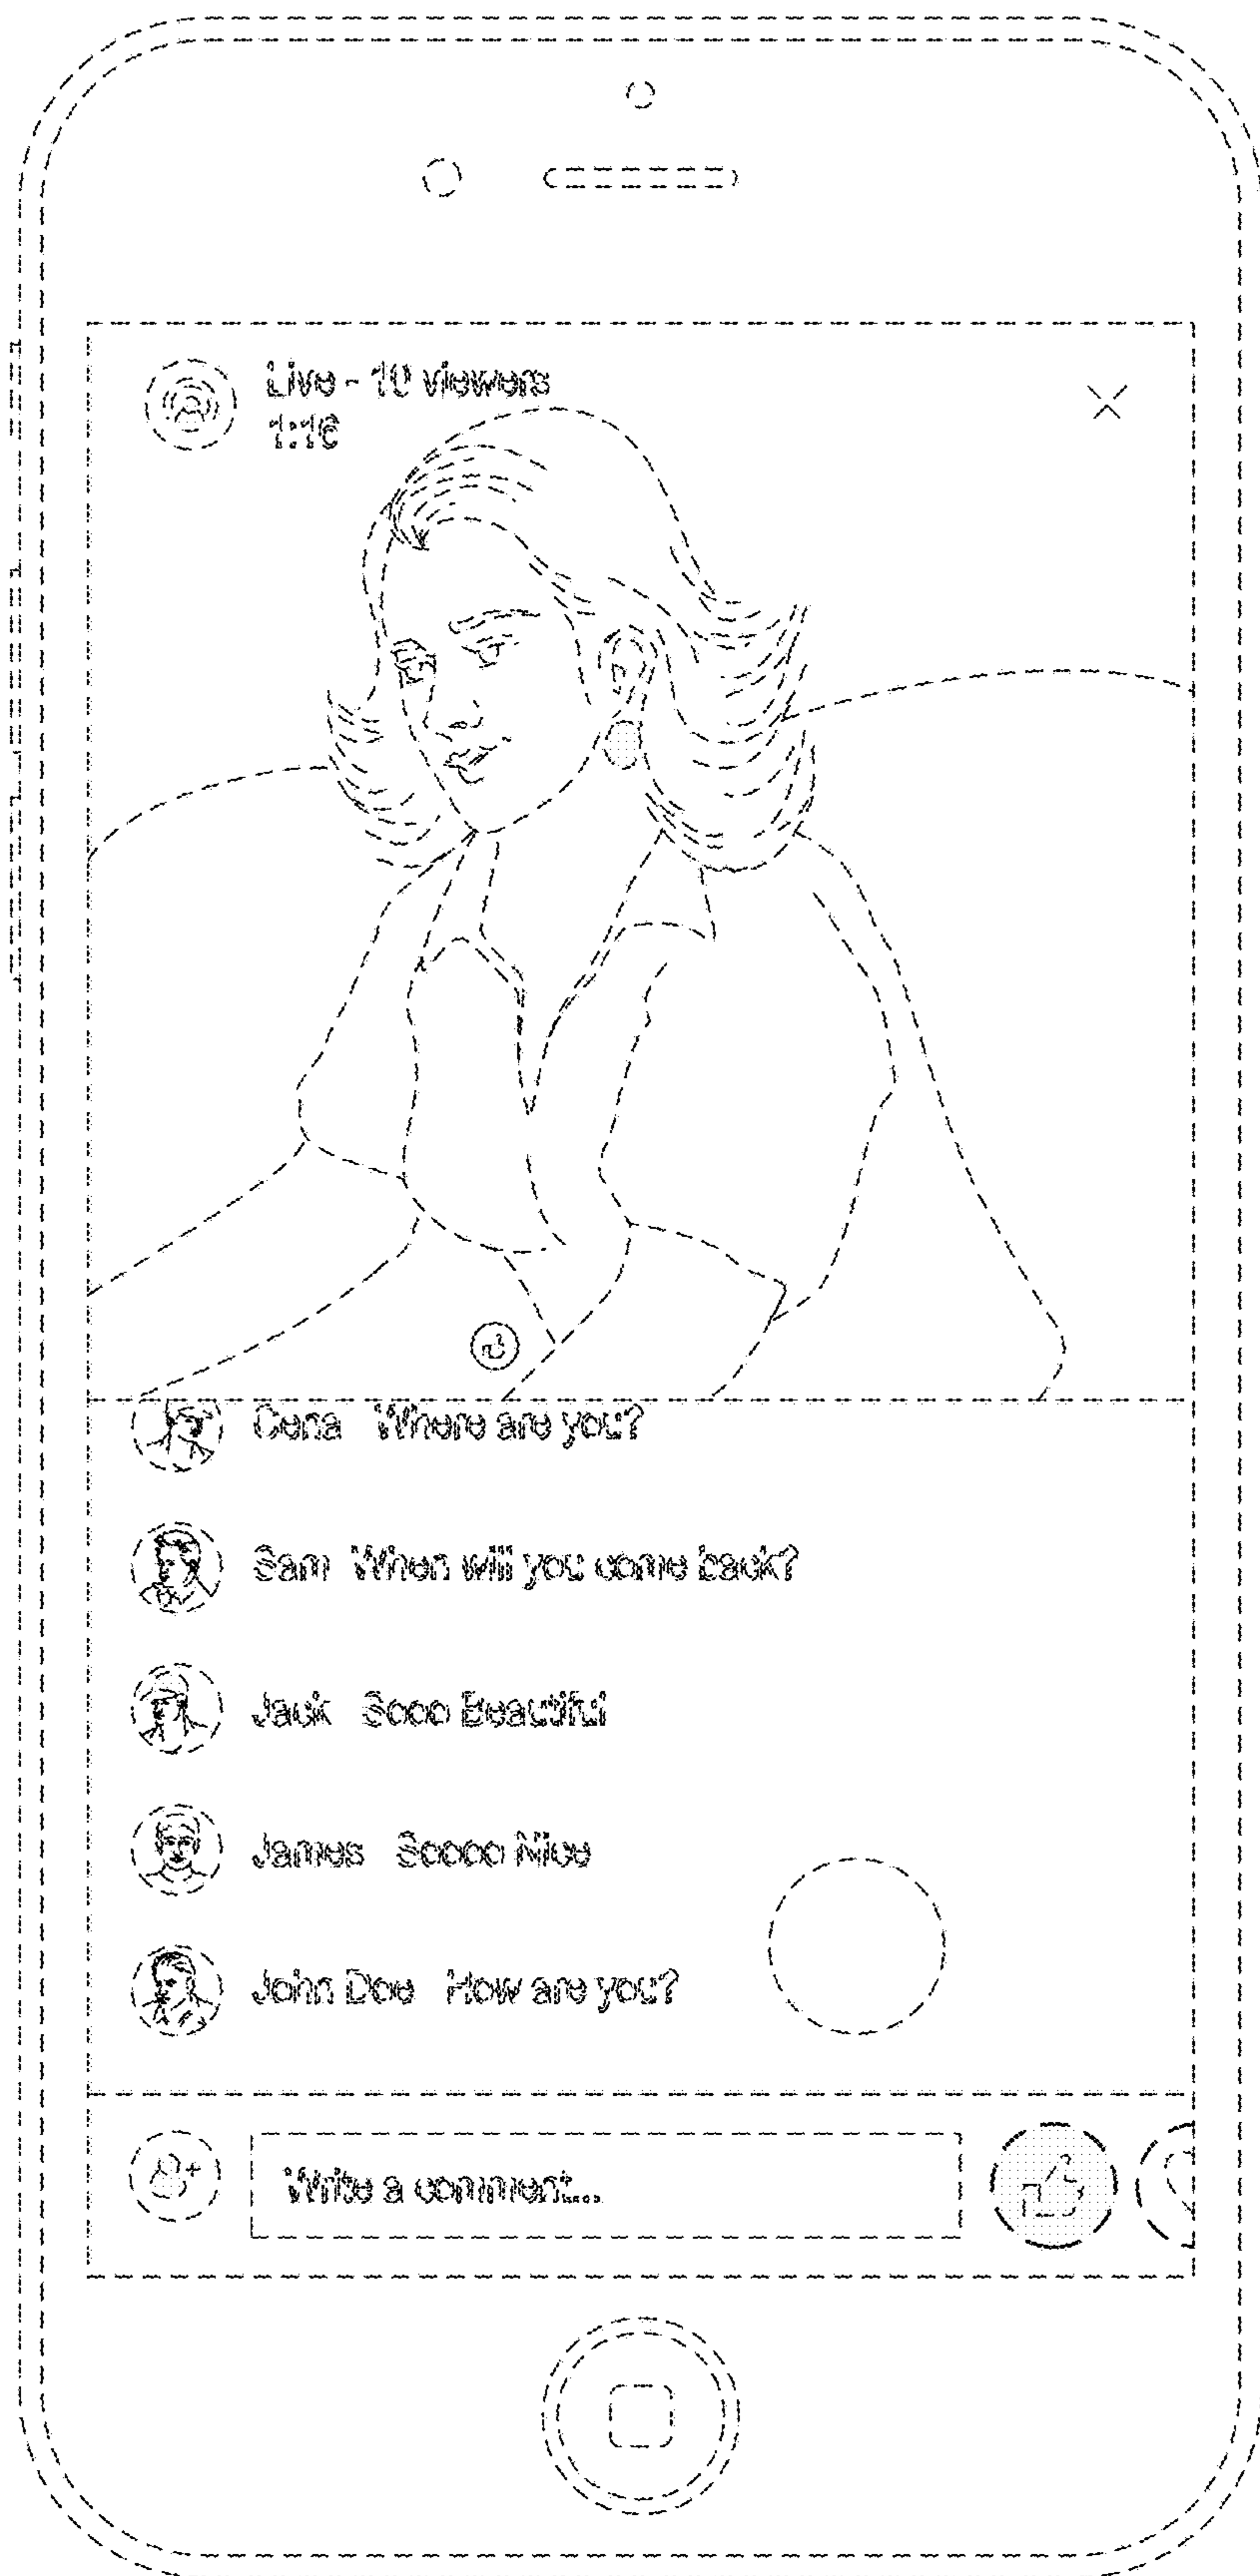 Live - 10 viewers
1:16
Cena Where are you?
Sam When will you come back?
Jack Sooo Beautiful
James Soooo Nice
John Doe How are you?
Write a comment...